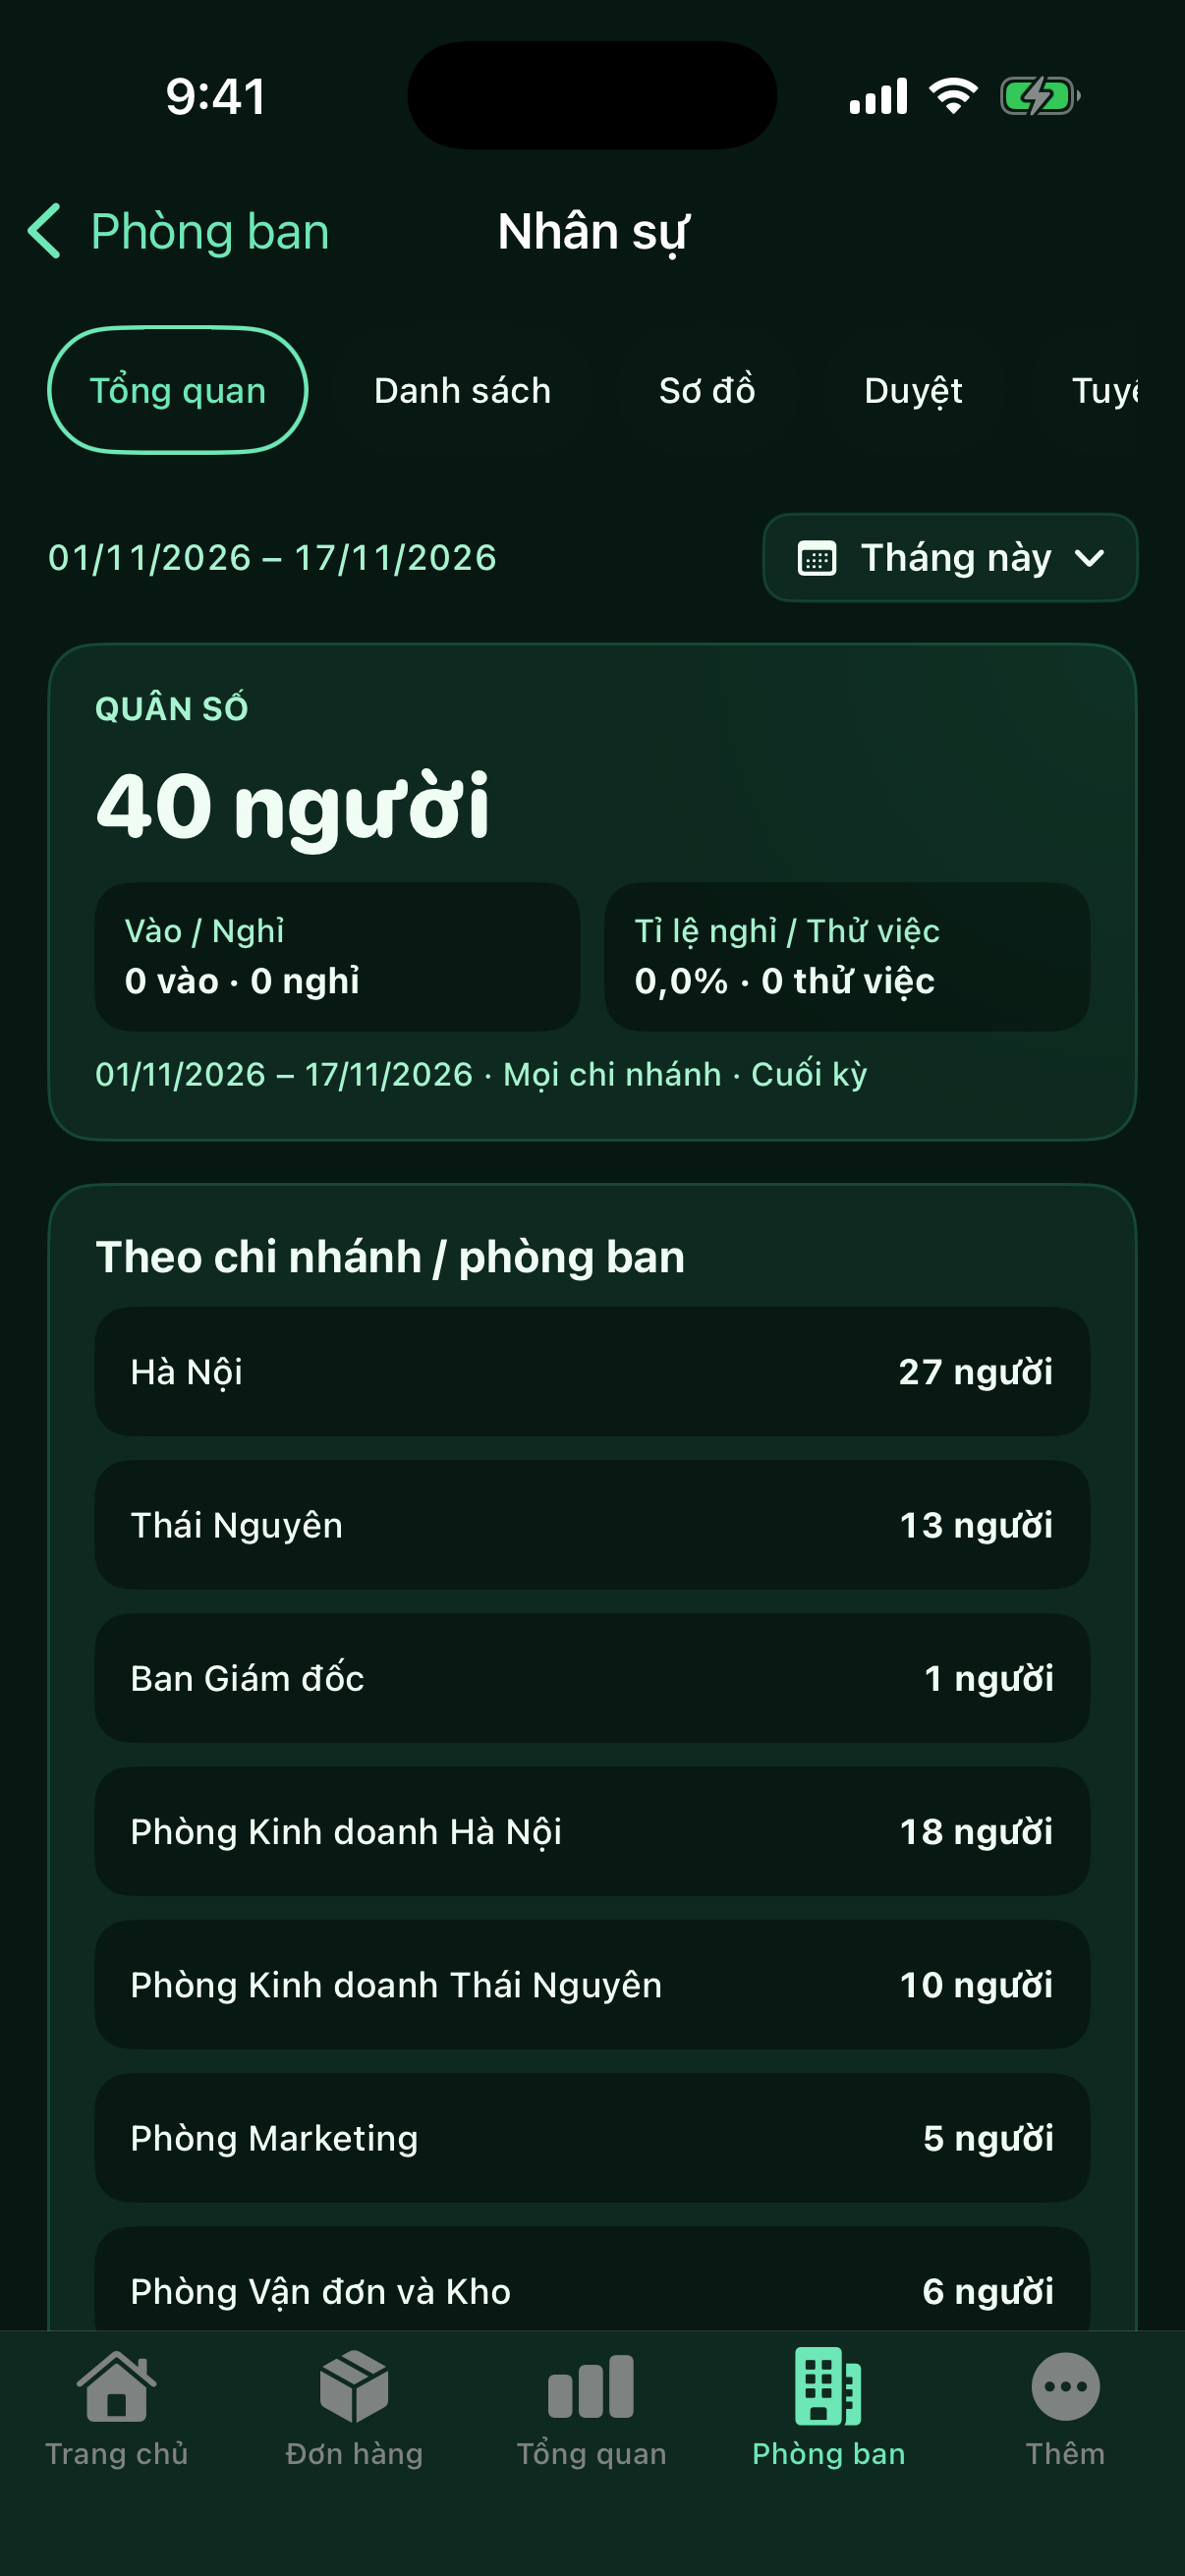 9:41
Phòng ban
Nhân sự
Tổng quan Danh sách Sơ đồ Duyệt
01/11/2026 – 17/11/2026
Tháng này
QUÂN SỐ
40 người
Vào / Nghỉ
0 vào · 0 nghỉ
Tỉ lệ nghỉ / Thử việc
0,0% · 0 thử việc
01/11/2026 – 17/11/2026 · Mọi chi nhánh · Cuối kỳ
Theo chi nhánh / phòng ban
Hà Nội 27 người
Thái Nguyên 13 người
Ban Giám đốc 1 người
Phòng Kinh doanh Hà Nội 18 người
Phòng Kinh doanh Thái Nguyên 10 người
Phòng Marketing 5 người
Phòng Vận đơn và Kho 6 người
Trang chủ Đơn hàng Tổng quan Phòng ban Thêm